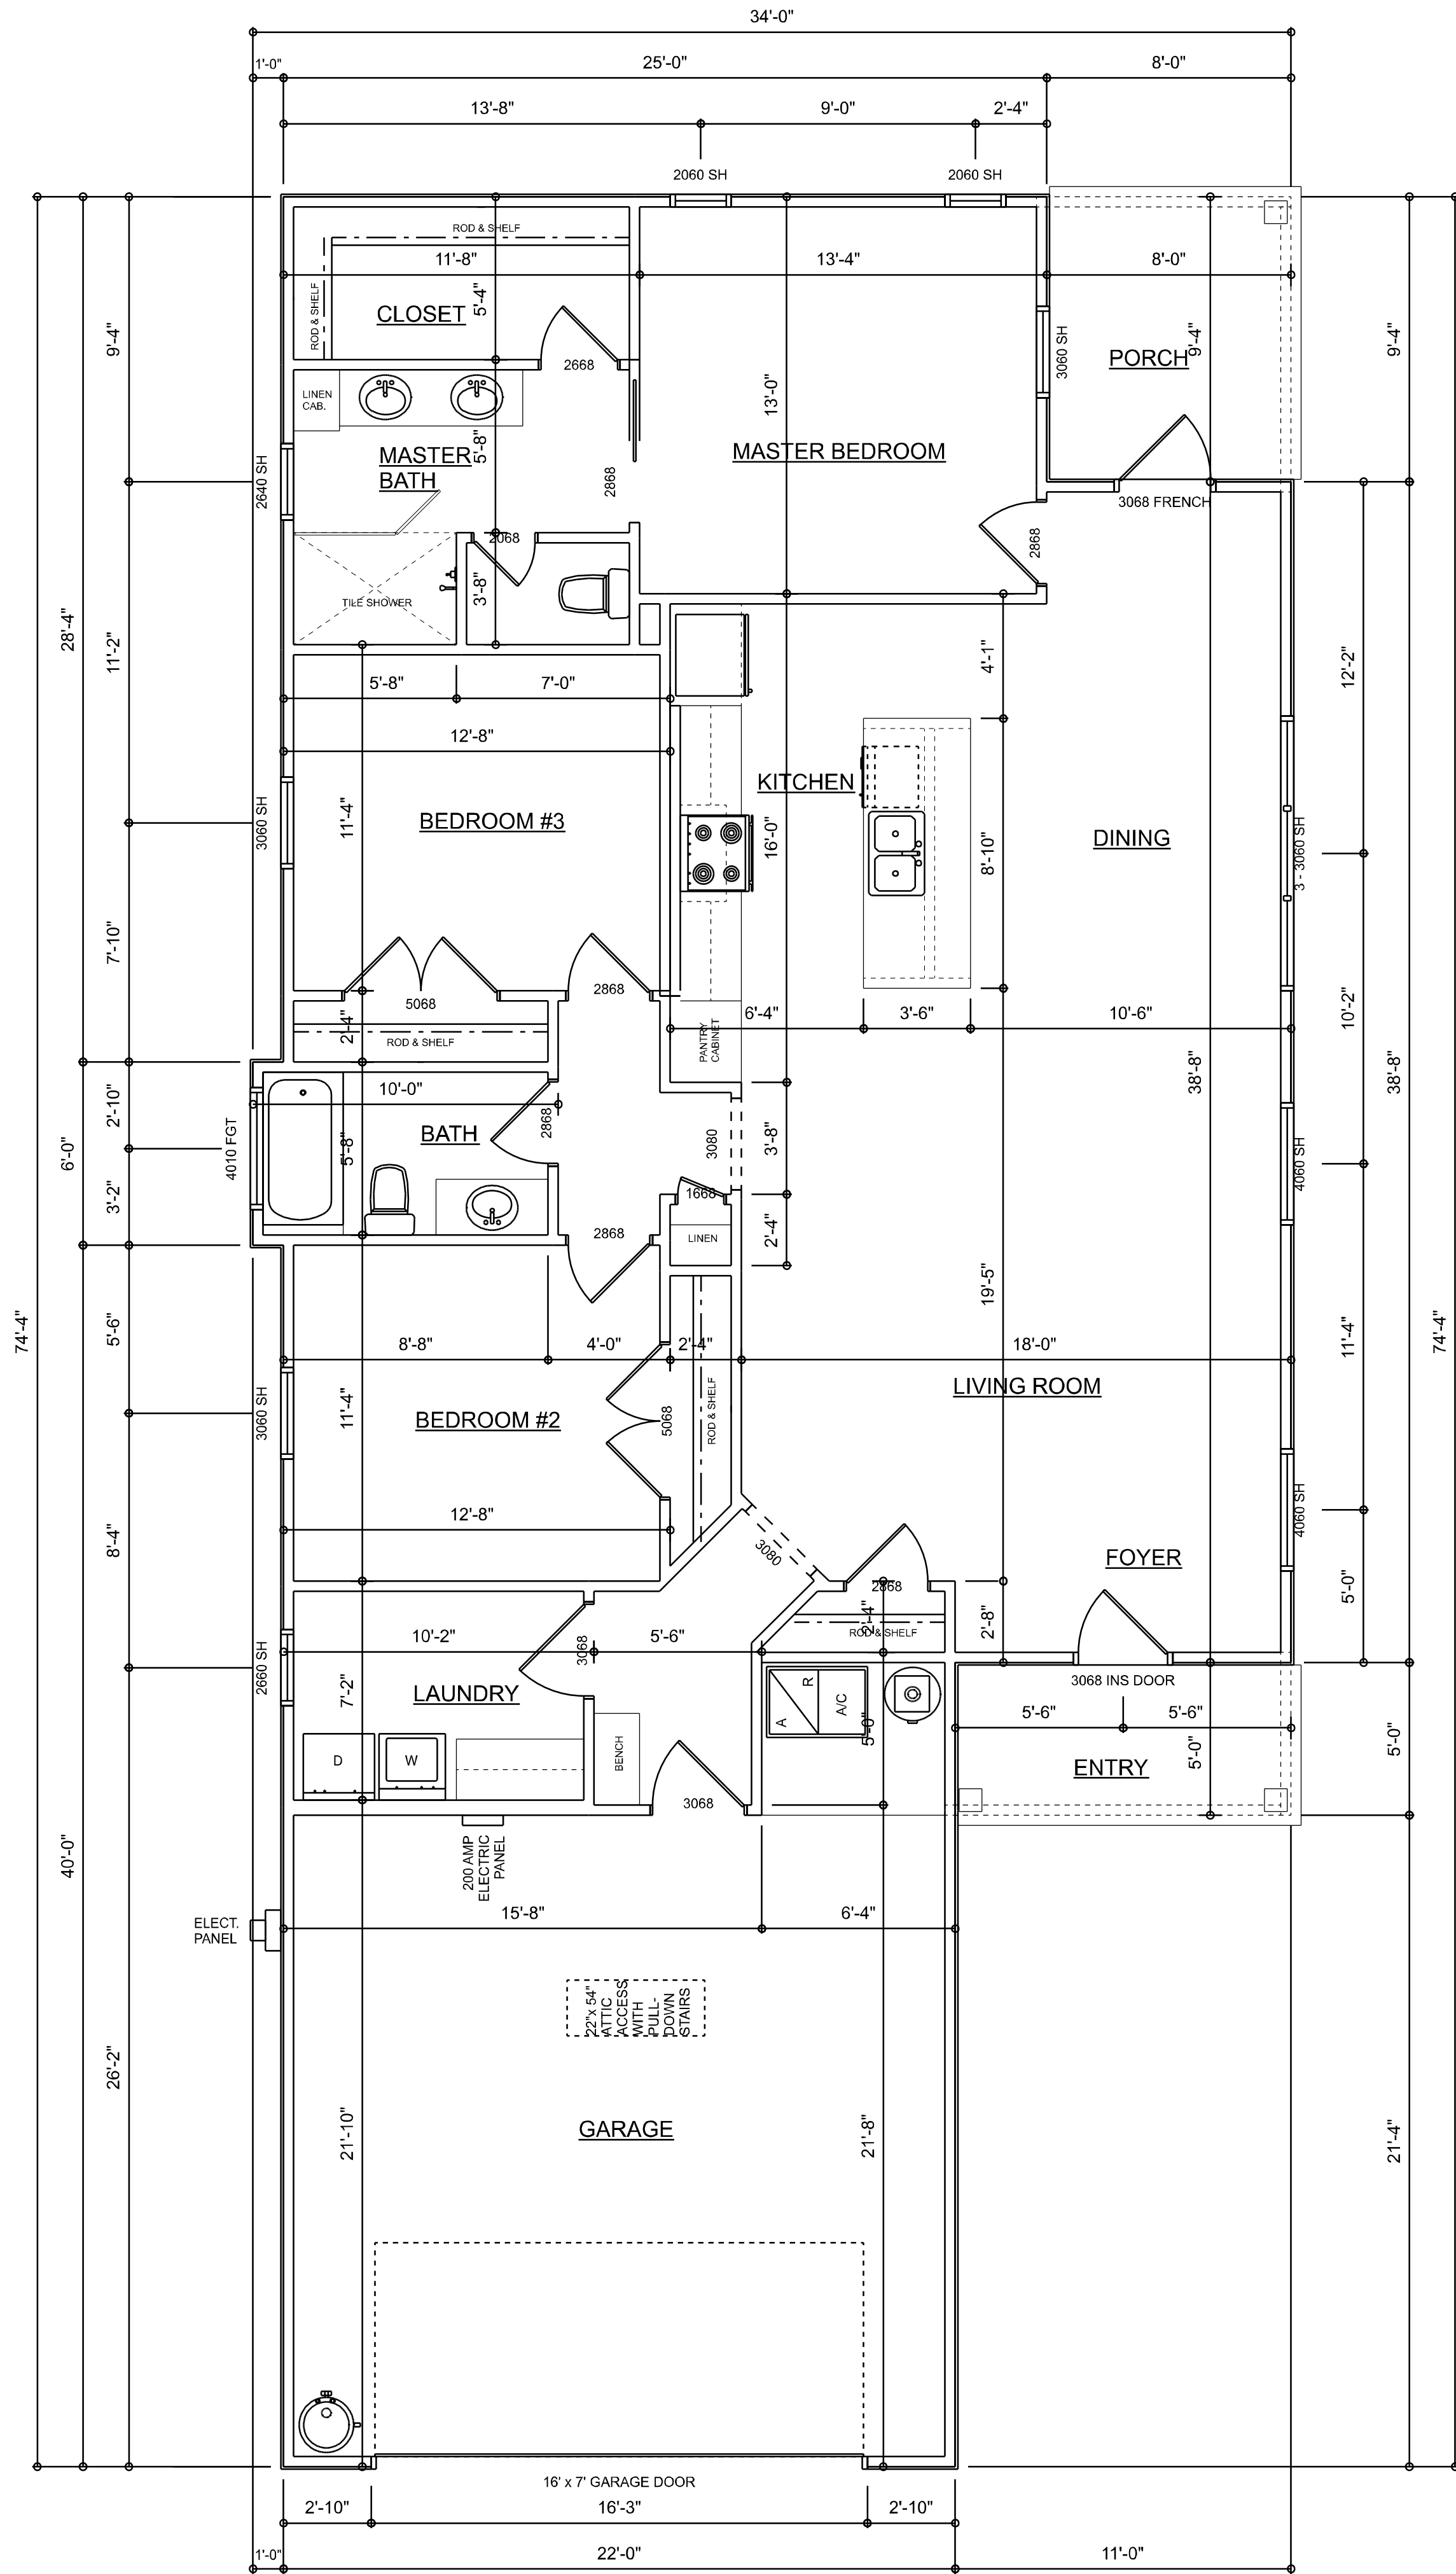 34'-0"
1'-0"
25'-0"
8'-0"
13'-8"
9'-0"
2'-4"
2060 SH
2060 SH
ROD & SHELF
11'-8"
13'-4"
8'-0"
ROD & SHELF
CLOSET
5'-4"
9'-4"
3060 SH
PORCH
9'-4"
9'-4"
2668
LINEN
CAB.
13'-0"
MASTER
BATH
5'-8"
MASTER BEDROOM
2640 SH
2868
3068 FRENCH
2068
2868
3'-8"
TILE SHOWER
28'-4"
11'-2"
4'-1"
12'-2"
5'-8"
7'-0"
12'-8"
KITCHEN
BEDROOM #3
3060 SH
11'-4"
16'-0"
8'-10"
DINING
3 - 3060 SH
7'-10"
5068
2868
6'-4"
3'-6"
10'-6"
10'-2"
2'-4"
ROD & SHELF
PANTRY
CABINET
38'-8"
38'-8"
10'-0"
2'-10"
6'-0"
4010 FGT
BATH
5'-8"
2868
3080
3'-8"
4060 SH
3'-2"
1668
2868
LINEN
2'-4"
19'-5"
74'-4"
5'-6"
11'-4"
74'-4"
8'-8"
4'-0"
2'-4"
18'-0"
LIVING ROOM
3060 SH
BEDROOM #2
11'-4"
5068
ROD & SHELF
12'-8"
4060 SH
8'-4"
3080
FOYER
2868
5'-0"
2'-4"
2'-8"
10'-2"
5'-6"
ROD & SHELF
3068
2660 SH
LAUNDRY
7'-2"
R
A
A/C
3068 INS DOOR
5'-6"
5'-6"
5'-0"
5'-0"
5'-0"
D
W
BENCH
ENTRY
3068
40'-0"
200 AMP
ELECTRIC
PANEL
15'-8"
6'-4"
ELECT.
PANEL
22"x 54"
ATTIC
ACCESS
WITH
PULL-
DOWN
STAIRS
26'-2"
21'-10"
GARAGE
21'-8"
21'-4"
16' x 7' GARAGE DOOR
2'-10"
16'-3"
2'-10"
1'-0"
22'-0"
11'-0"